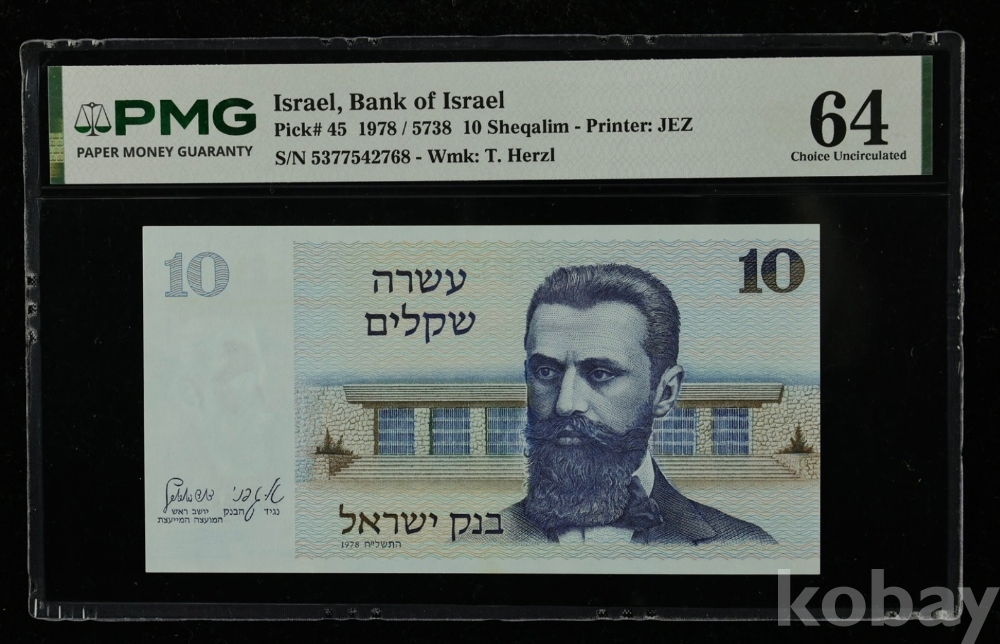 PMG
PAPER MONEY GUARANTY
Israel, Bank of Israel
Pick# 45 1978 / 5738 10 Sheqalim - Printer: JEZ
S/N 5377542768 - Wmk: T. Herzl
64
Choice Uncirculated
10
10
עשרה
שקלים
נגיד הבנק
יושב ראש
המועצה המייעצת
בנק ישראל
1978 התשל"ח
kobay